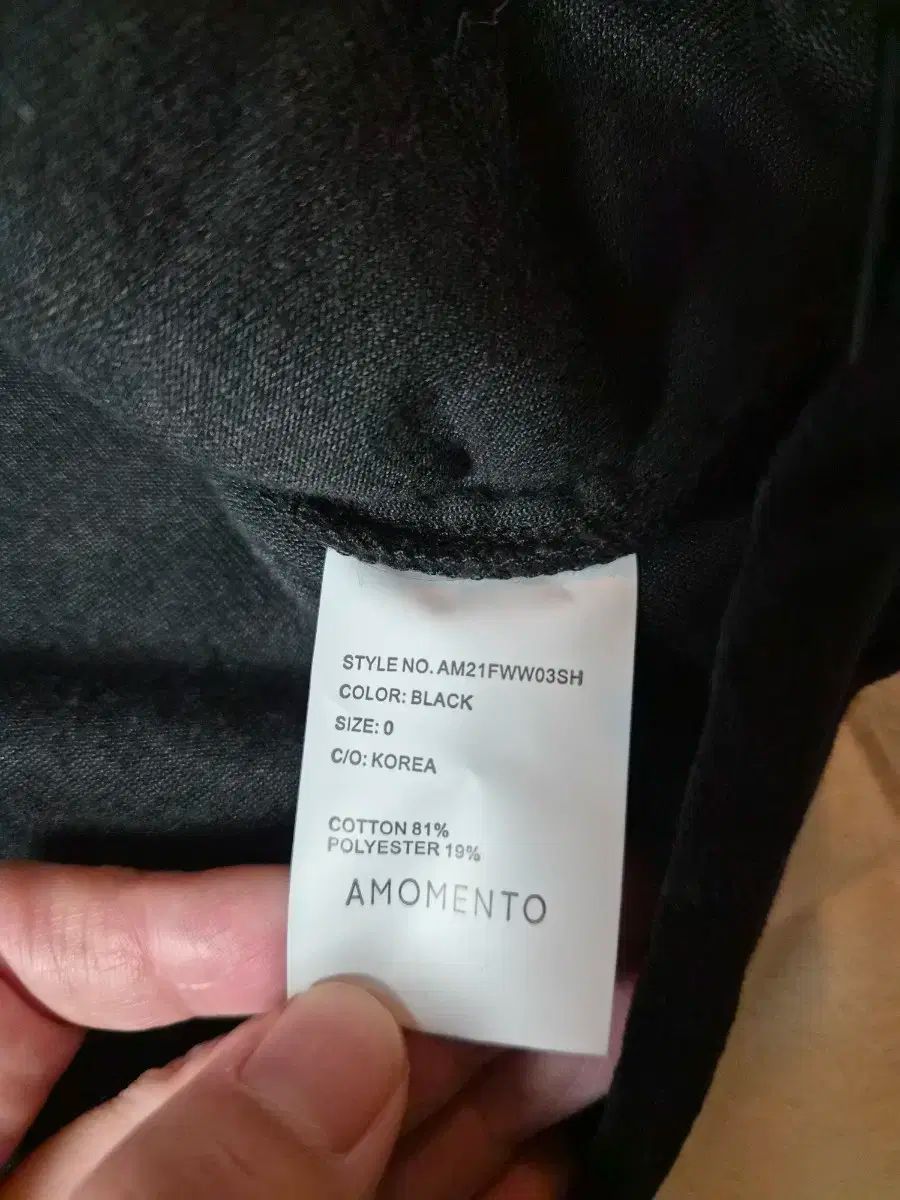 STYLE NO. AM21FWW03SH
COLOR: BLACK
SIZE: 0
C/O: KOREA
COTTON 81%
POLYESTER 19%
AMOMENTO